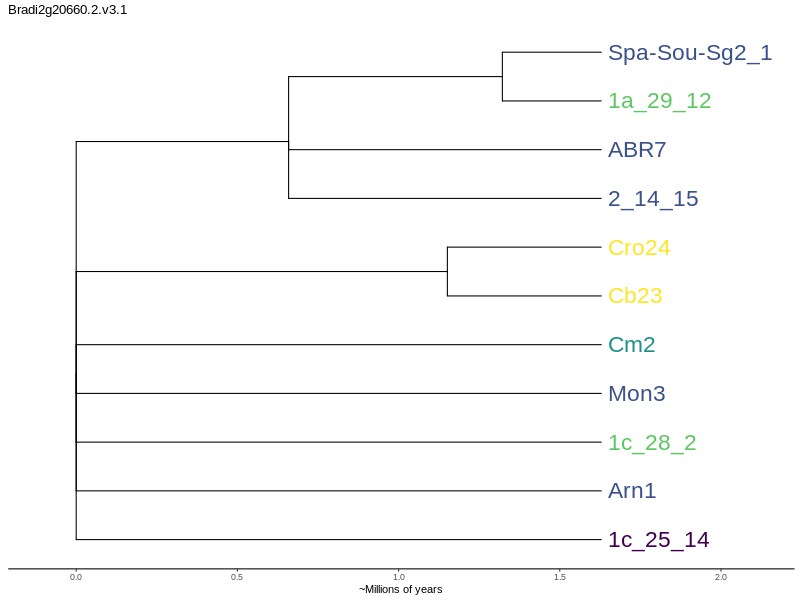 Bradi2g20660.2.v3.1
Spa-Sou-Sg2_1
1a_29_12
ABR7
2_14_15
Cro24
Cb23
Cm2
Mon3
1c_28_2
Arn1
1c_25_14
0.0 0.5 1.0 1.5 2.0
~Millions of years